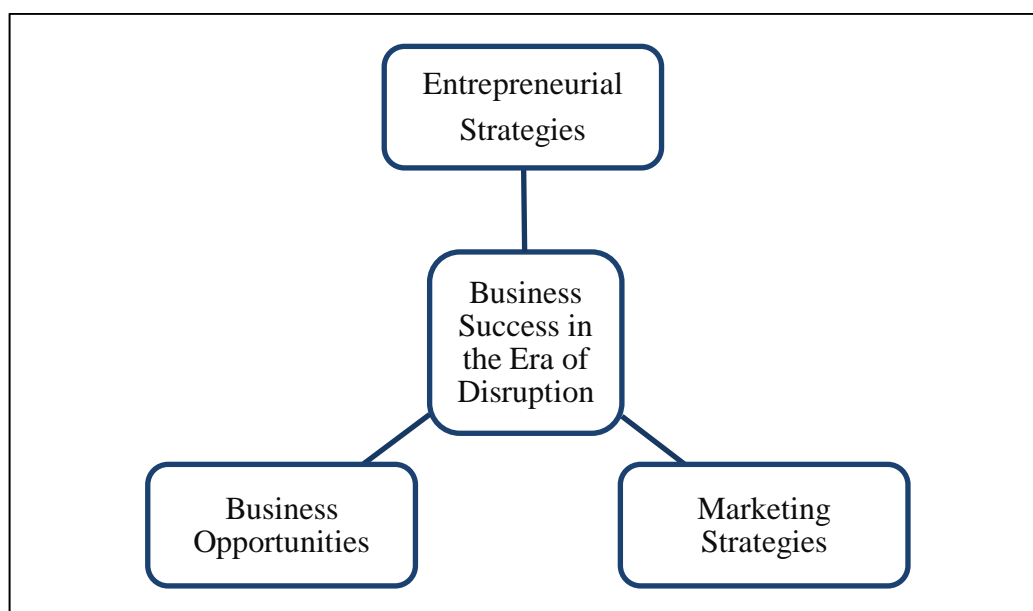 Entrepreneurial
Strategies
Business
Success in
the Era of
Disruption
Business
Opportunities
Marketing
Strategies